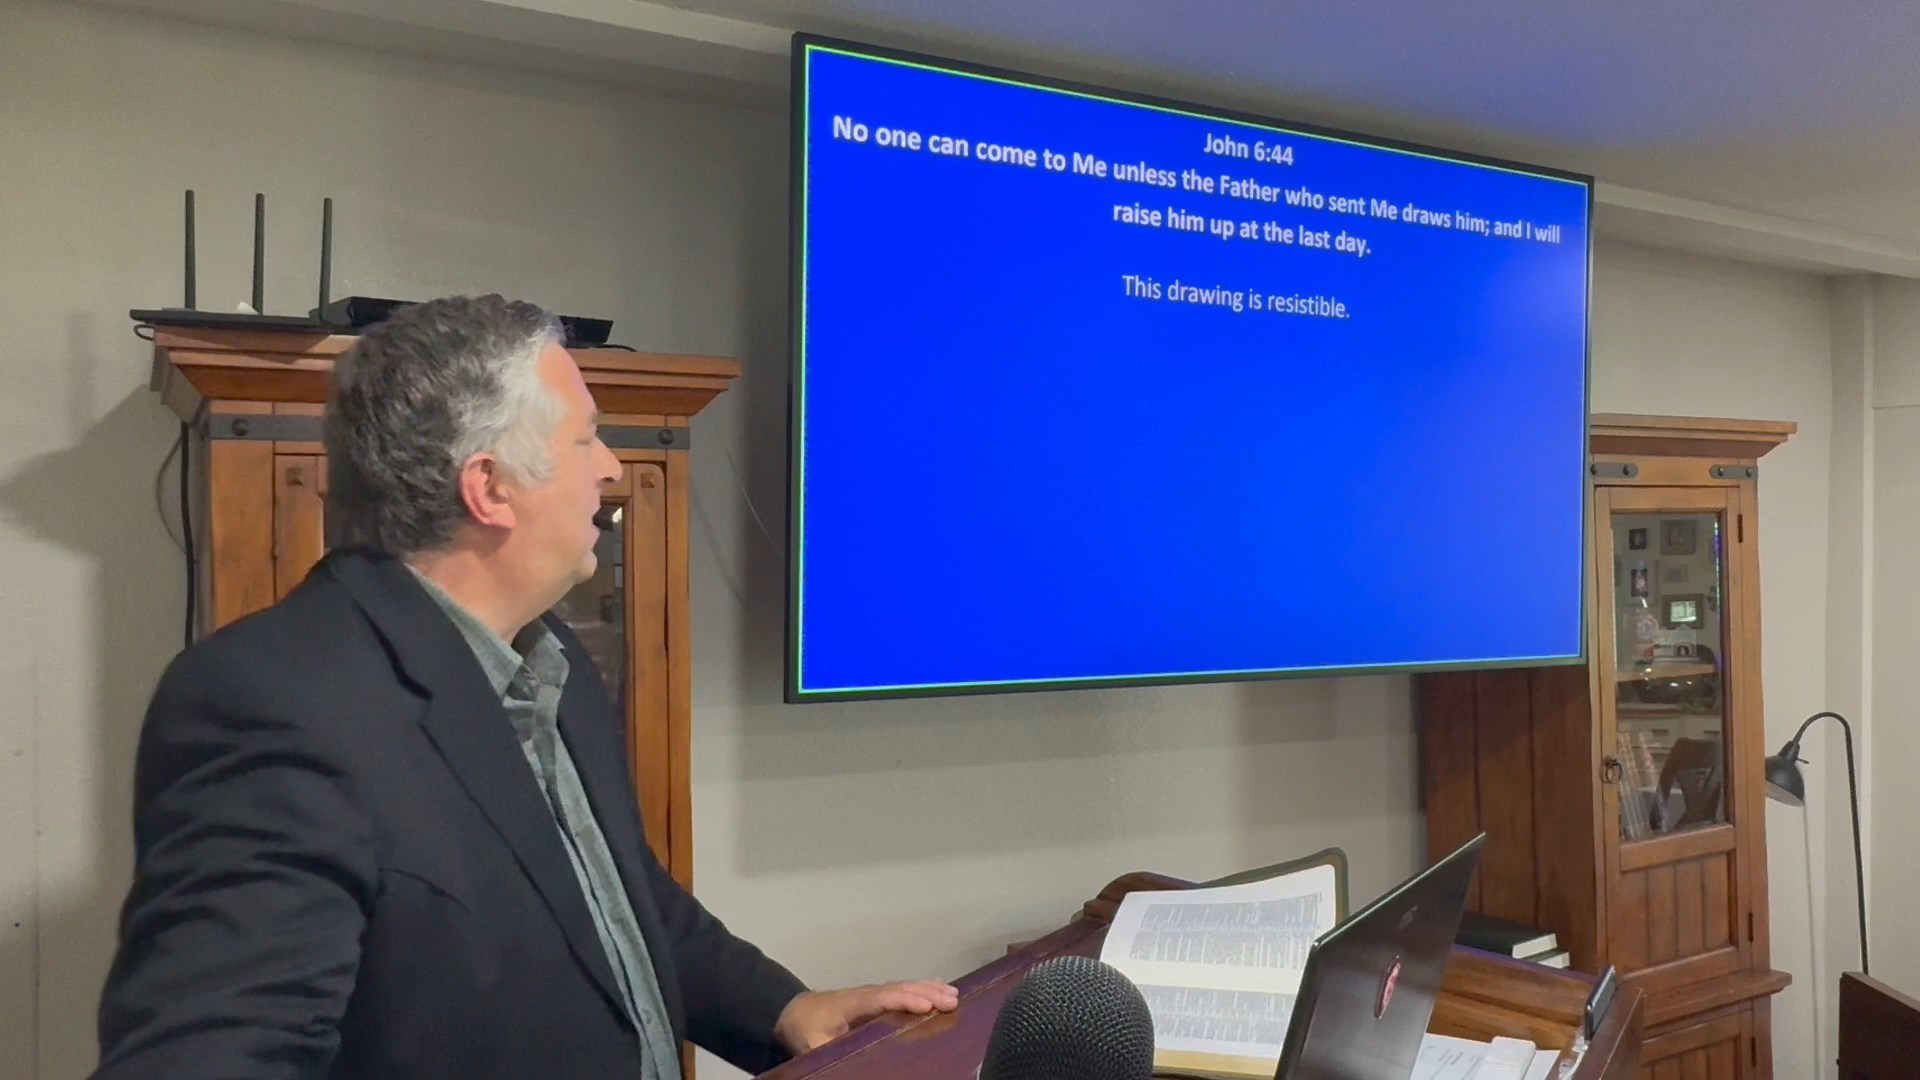 John 6:44
No one can come to Me unless the Father who sent Me draws him; and I will
raise him up at the last day.
This drawing is resistible.